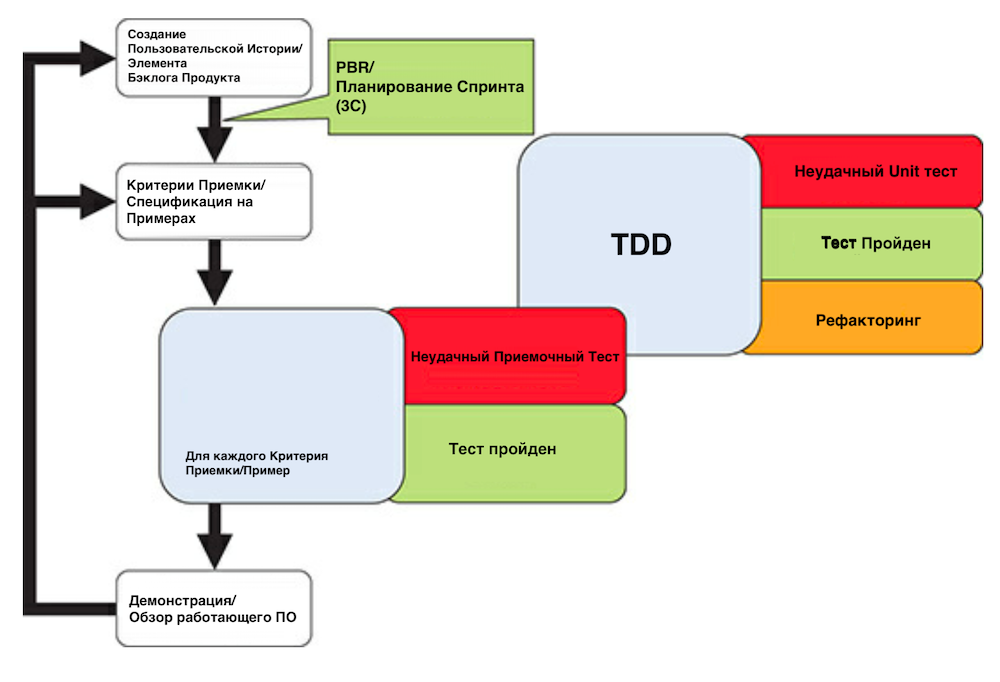 Создание
Пользовательской Истории/
Элемента
Бэклога Продукта
PBR/
Планирование Спринта
(3C)
Критерии Приемки/
Спецификация на
Примерах
TDD
Неудачный Unit тест
Тест Пройден
Рефакторинг
Неудачный Приемочный Тест
Тест пройден
Для каждого Критерия
Приемки/Пример
Демонстрация/
Обзор работающего ПО